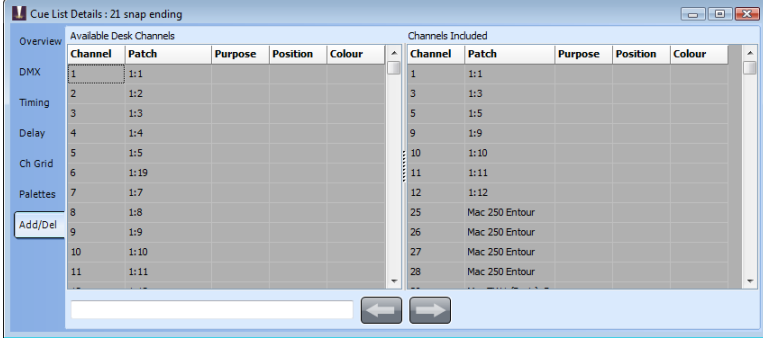 Cue List Details : 21 snap ending
Overview
DMX
Timing
Delay
Ch Grid
Palettes
Add/Del
Available Desk Channels
Channel Patch Purpose Position Colour
1 1:1
2 1:2
3 1:3
4 1:4
5 1:5
6 1:19
7 1:7
8 1:8
9 1:9
10 1:10
11 1:11
Channels Included
Channel Patch Purpose Position Colour
1 1:1
3 1:3
5 1:5
9 1:9
10 1:10
11 1:11
12 1:12
25 Mac 250 Entour
26 Mac 250 Entour
27 Mac 250 Entour
28 Mac 250 Entour